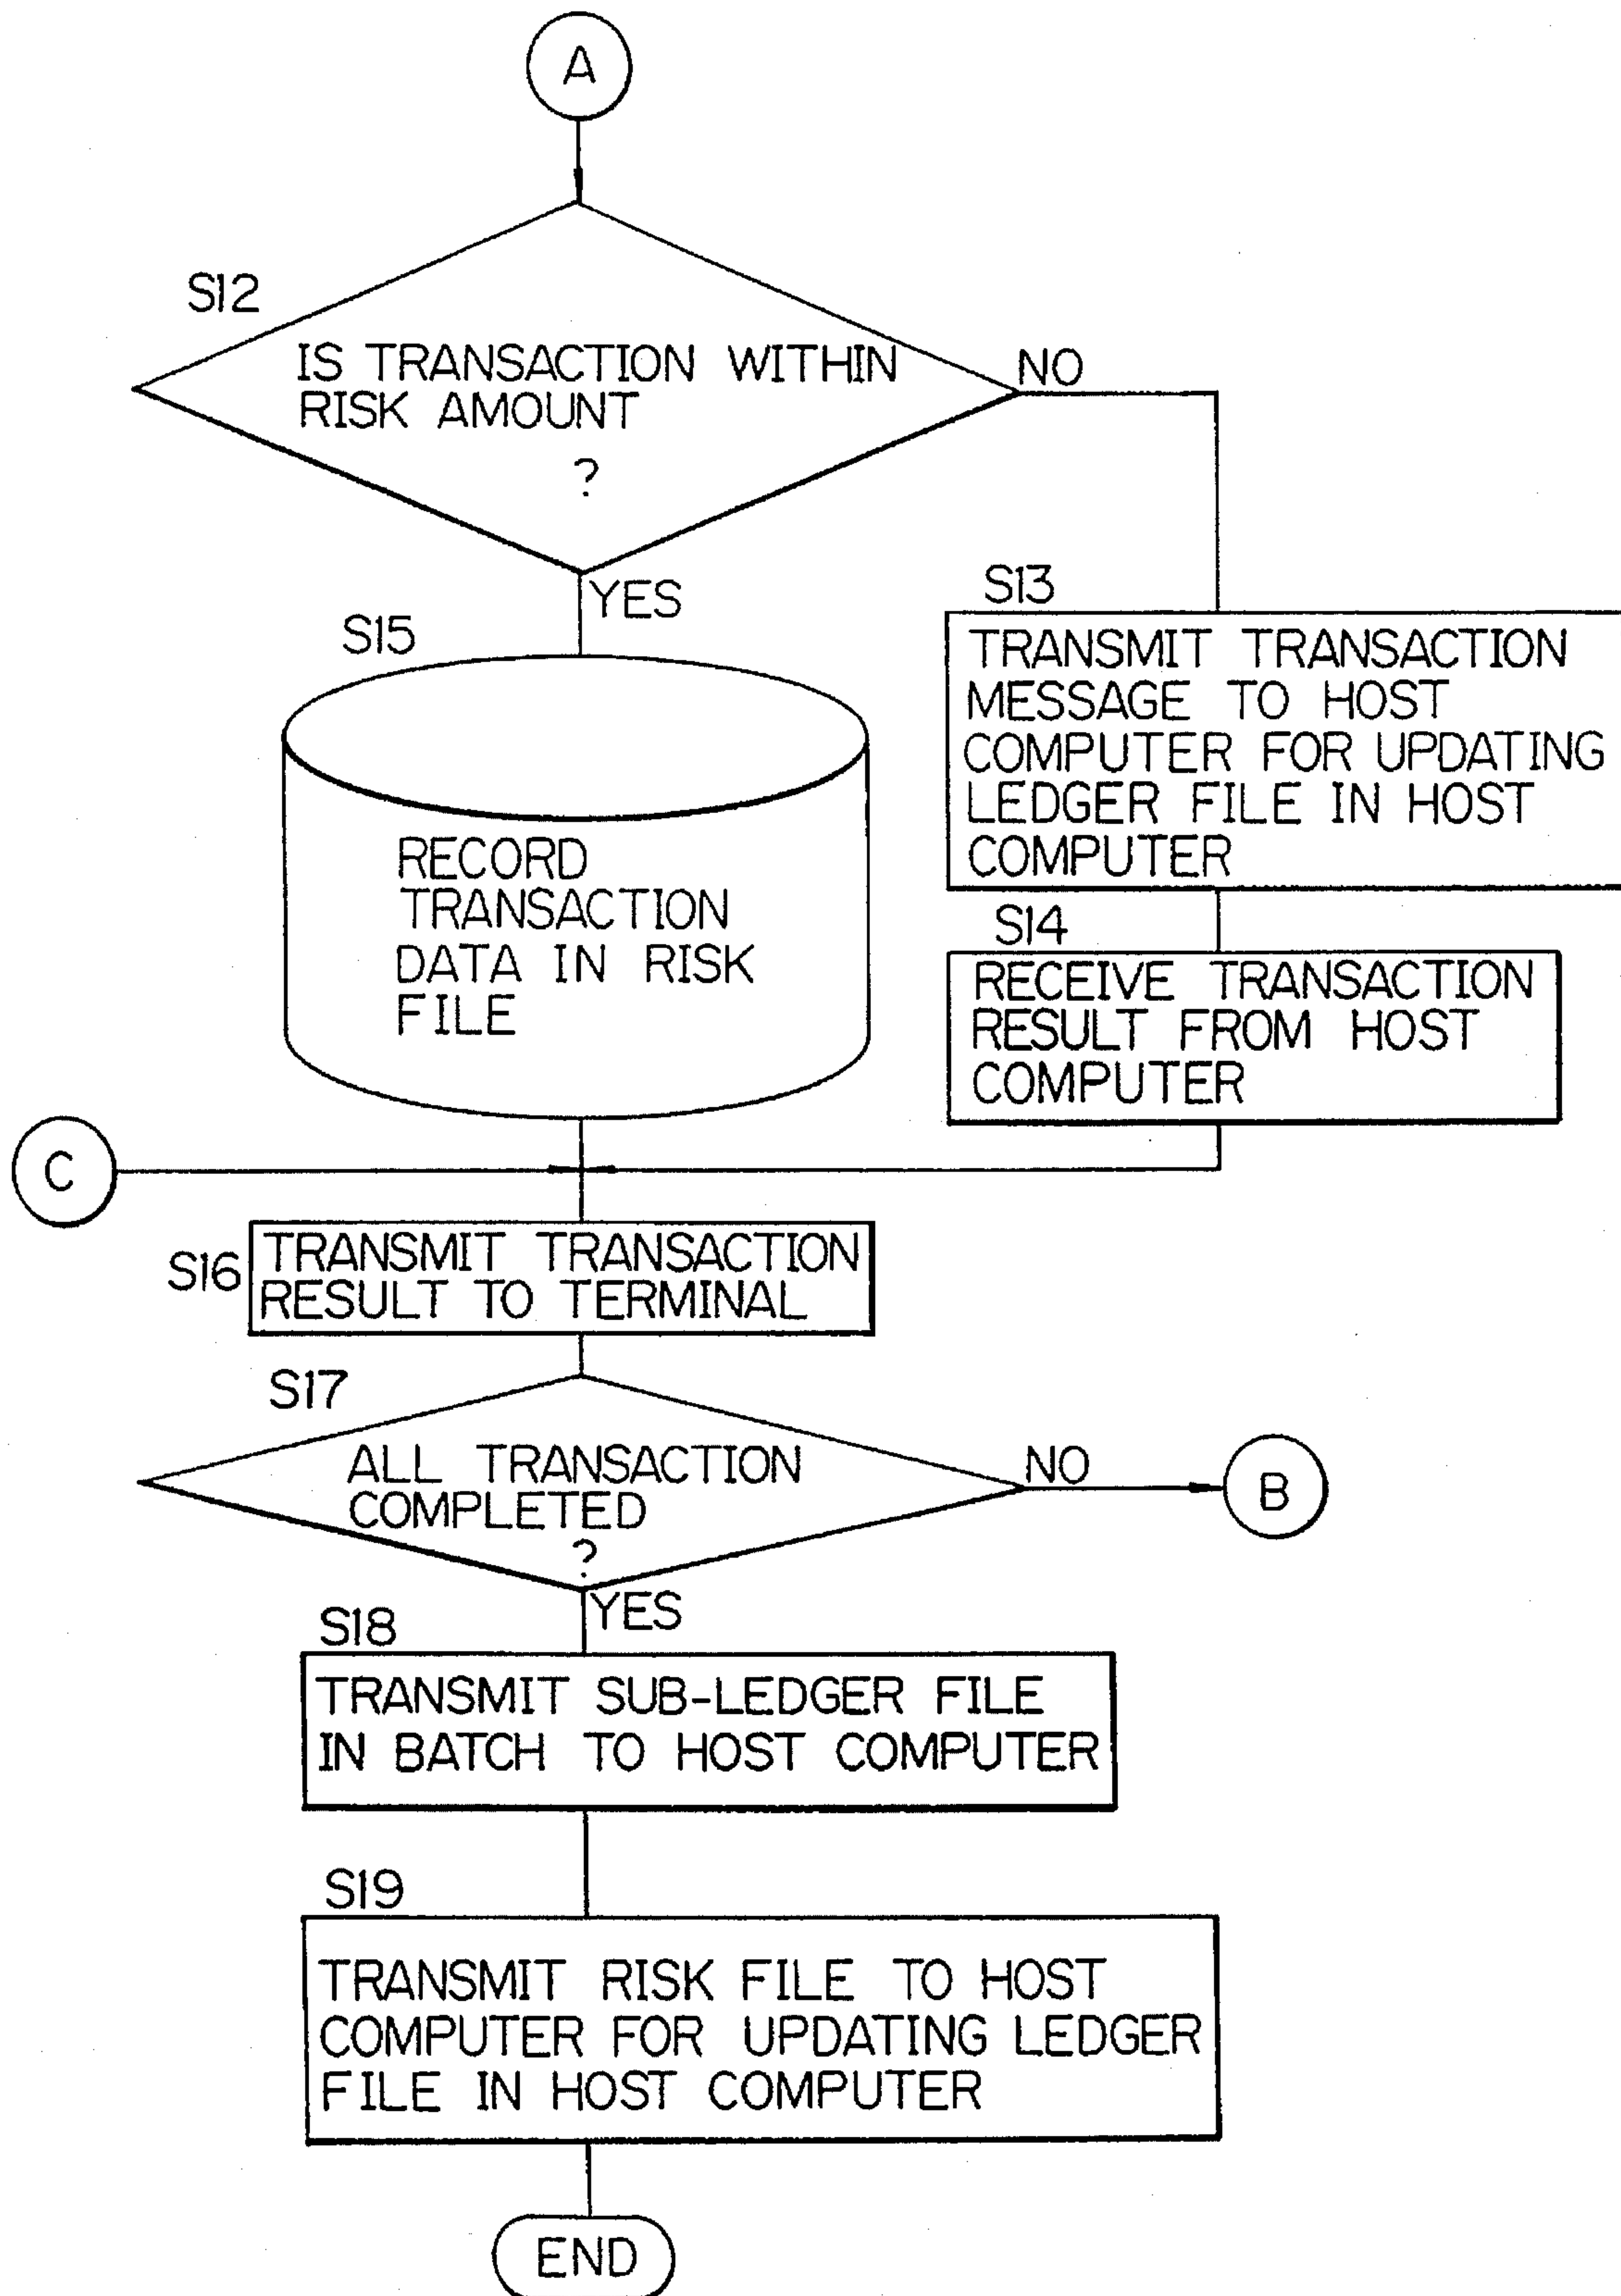 A
S12
IS TRANSACTION WITHIN
RISK AMOUNT
?
NO
YES
S13
TRANSMIT TRANSACTION
MESSAGE TO HOST
COMPUTER FOR UPDATING
LEDGER FILE IN HOST
COMPUTER
S14
RECEIVE TRANSACTION
RESULT FROM HOST
COMPUTER
S15
RECORD
TRANSACTION
DATA IN RISK
FILE
C
S16
TRANSMIT TRANSACTION
RESULT TO TERMINAL
S17
ALL TRANSACTION
COMPLETED
?
NO
B
YES
S18
TRANSMIT SUB-LEDGER FILE
IN BATCH TO HOST COMPUTER
S19
TRANSMIT RISK FILE TO HOST
COMPUTER FOR UPDATING LEDGER
FILE IN HOST COMPUTER
END